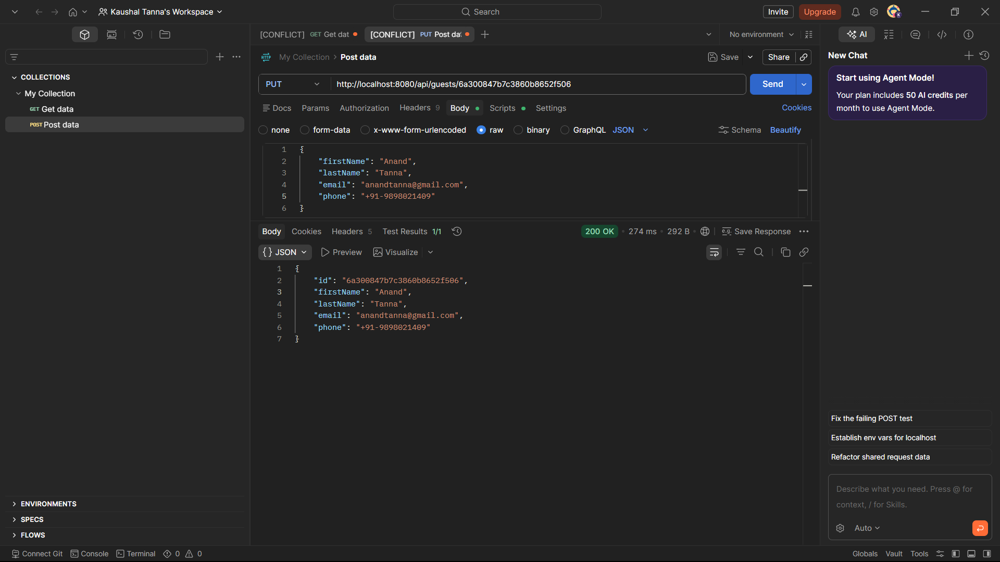 Kaushal Tanna's Workspace
Search
Invite
Upgrade
K
[CONFLICT] GET Get dat
[CONFLICT] PUT Post dat
No environment
AI
My Collection > Post data
Save
Share
New Chat
Start using Agent Mode!
Your plan includes 50 AI credits per
month to use Agent Mode.
COLLECTIONS
My Collection
GET Get data
POST Post data
HTTP
PUT
http://localhost:8080/api/guests/6a300847b7c3860b8652f506
Send
Docs Params Authorization Headers 9 Body Scripts Settings
Cookies
none form-data x-www-form-urlencoded raw binary GraphQL JSON
Schema Beautify
1 {
2 "firstName": "Anand",
3 "lastName": "Tanna",
4 "email": "anandtanna@gmail.com",
5 "phone": "+91-9898021409"
6 }
Body Cookies Headers 5 Test Results 1/1
200 OK • 274 ms • 292 B
e.g. Save Response
{} JSON
Preview
Visualize
1 {
2 "id": "6a300847b7c3860b8652f506",
3 "firstName": "Anand",
4 "lastName": "Tanna",
5 "email": "anandtanna@gmail.com",
6 "phone": "+91-9898021409"
7 }
Fix the failing POST test
Establish env vars for localhost
Refactor shared request data
Describe what you need. Press @ for
context, / for Skills.
Auto
ENVIRONMENTS
SPECS
FLOWS
Connect Git Console Terminal 0 0
Globals Vault Tools